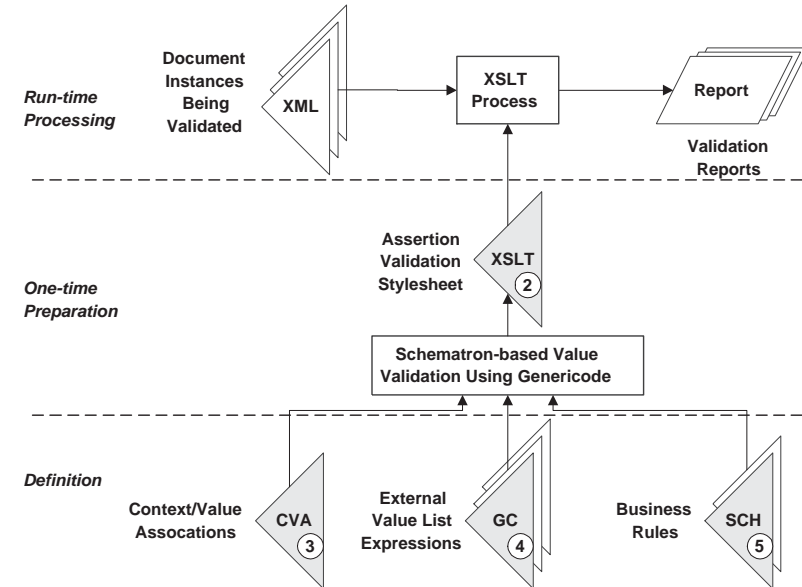 Document
Instances
Being
Validated
XML
XSLT
Process
Report
Validation
Reports
Run-time
Processing
Assertion
Validation
Stylesheet
XSLT
2
One-time
Preparation
Schematron-based Value
Validation Using Genericode
Definition
Context/Value
Assocations
CVA
3
External
Value List
Expressions
GC
4
Business
Rules
SCH
5